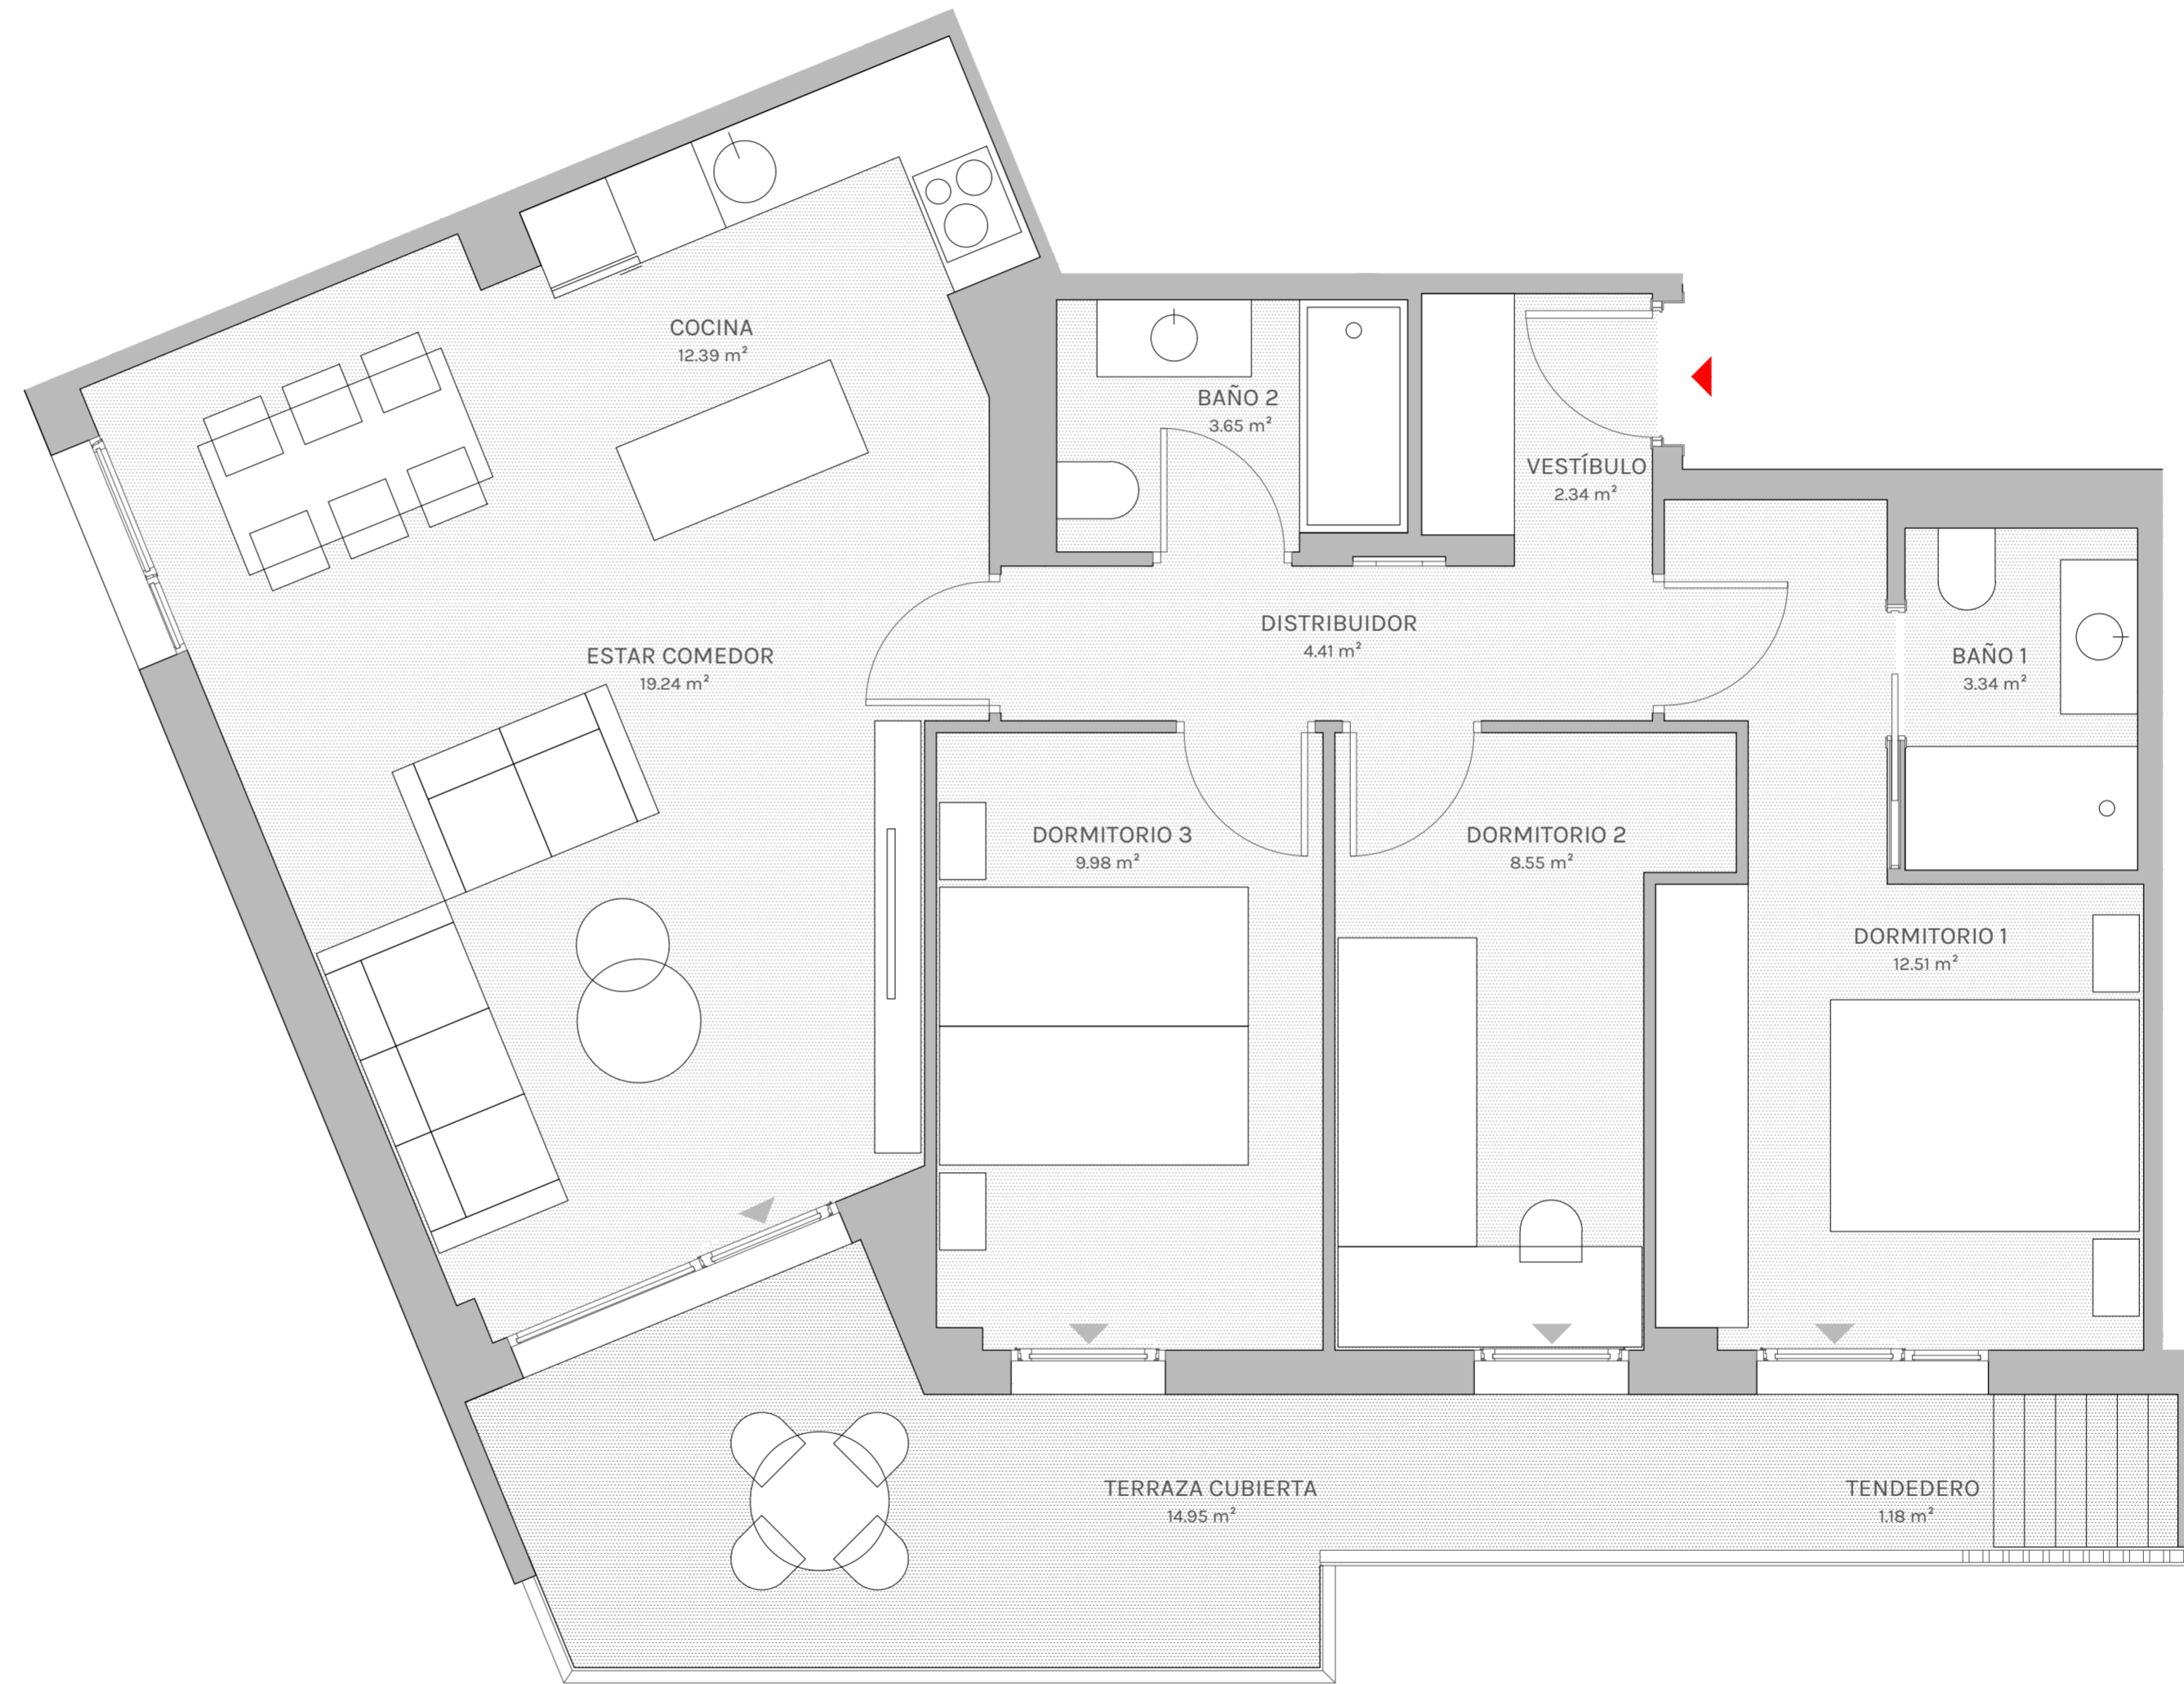 COCINA
12.39 m²
BAÑO 2
3.65 m²
VESTÍBULO
2.34 m²
DISTRIBUIDOR
4.41 m²
ESTAR COMEDOR
19.24 m²
BAÑO 1
3.34 m²
DORMITORIO 3
9.98 m²
DORMITORIO 2
8.55 m²
DORMITORIO 1
12.51 m²
TERRAZA CUBIERTA
14.95 m²
TENDEDERO
1.18 m²